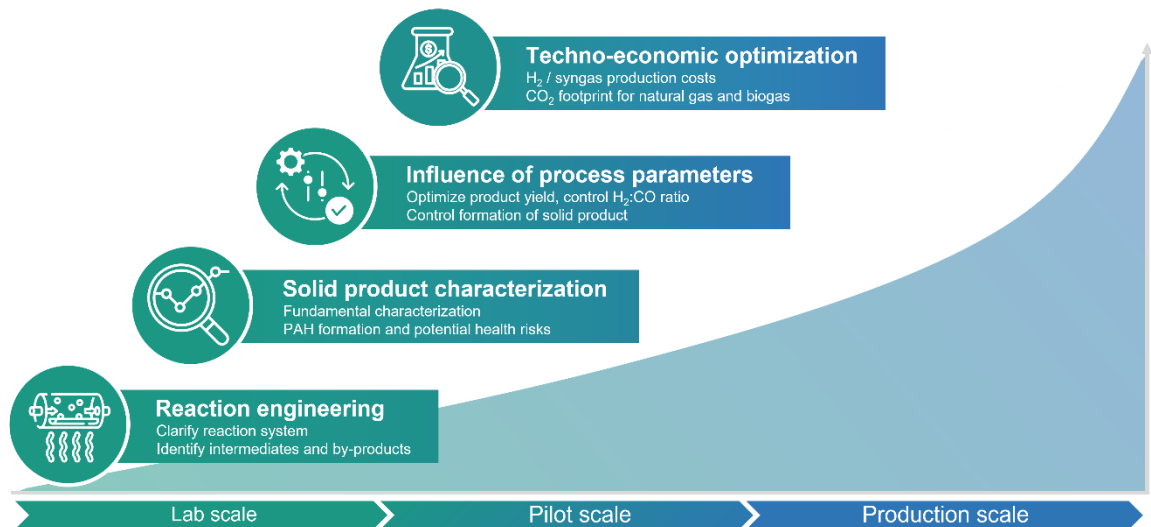 Techno-economic optimization
H₂ / syngas production costs
CO₂ footprint for natural gas and biogas
Influence of process parameters
Optimize product yield, control H₂:CO ratio
Control formation of solid product
Solid product characterization
Fundamental characterization
PAH formation and potential health risks
Reaction engineering
Clarify reaction system
Identify intermediates and by-products
Lab scale
Pilot scale
Production scale